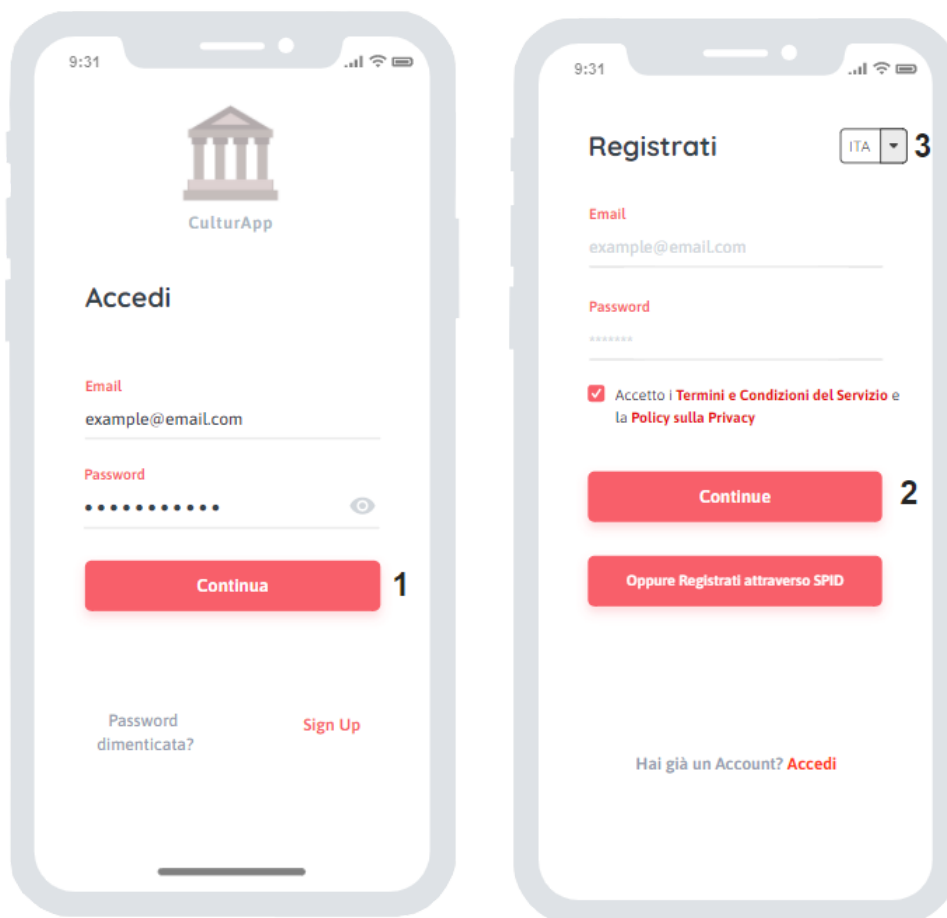 9:31
CulturApp
Accedi
Email
example@email.com
Password
•••••••••••
Continua
1
Password
dimenticata?
Sign Up
9:31
Registrati
ITA
3
Email
example@email.com
Password
*******
Accetto i Termini e Condizioni del Servizio e
la Policy sulla Privacy
Continue
2
Oppure Registrati attraverso SPID
Hai già un Account? Accedi